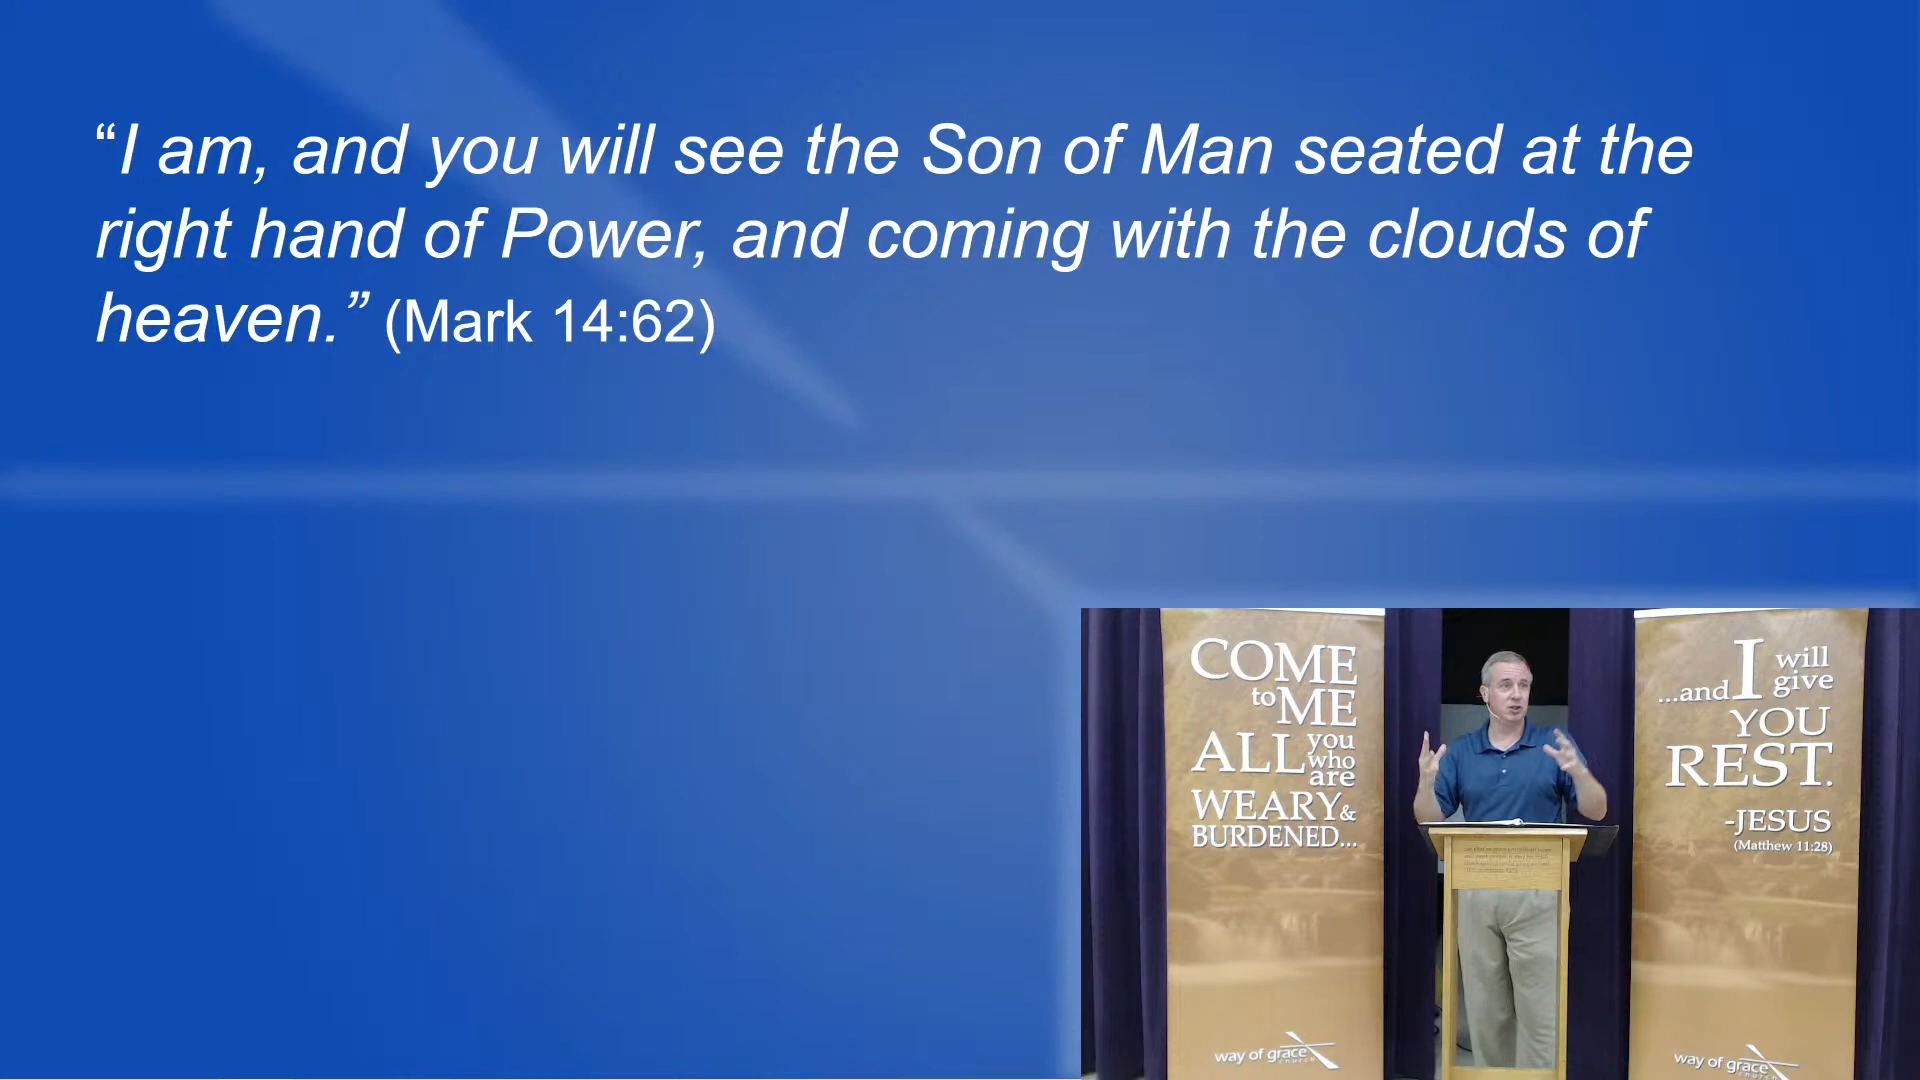 “I am, and you will see the Son of Man seated at the
right hand of Power, and coming with the clouds of
heaven.” (Mark 14:62)
COME
to ME
ALL you who are
WEARY &
BURDENED...
way of grace
church
...and I will give
YOU
REST.
-JESUS
(Matthew 11:28)
way of grace
church